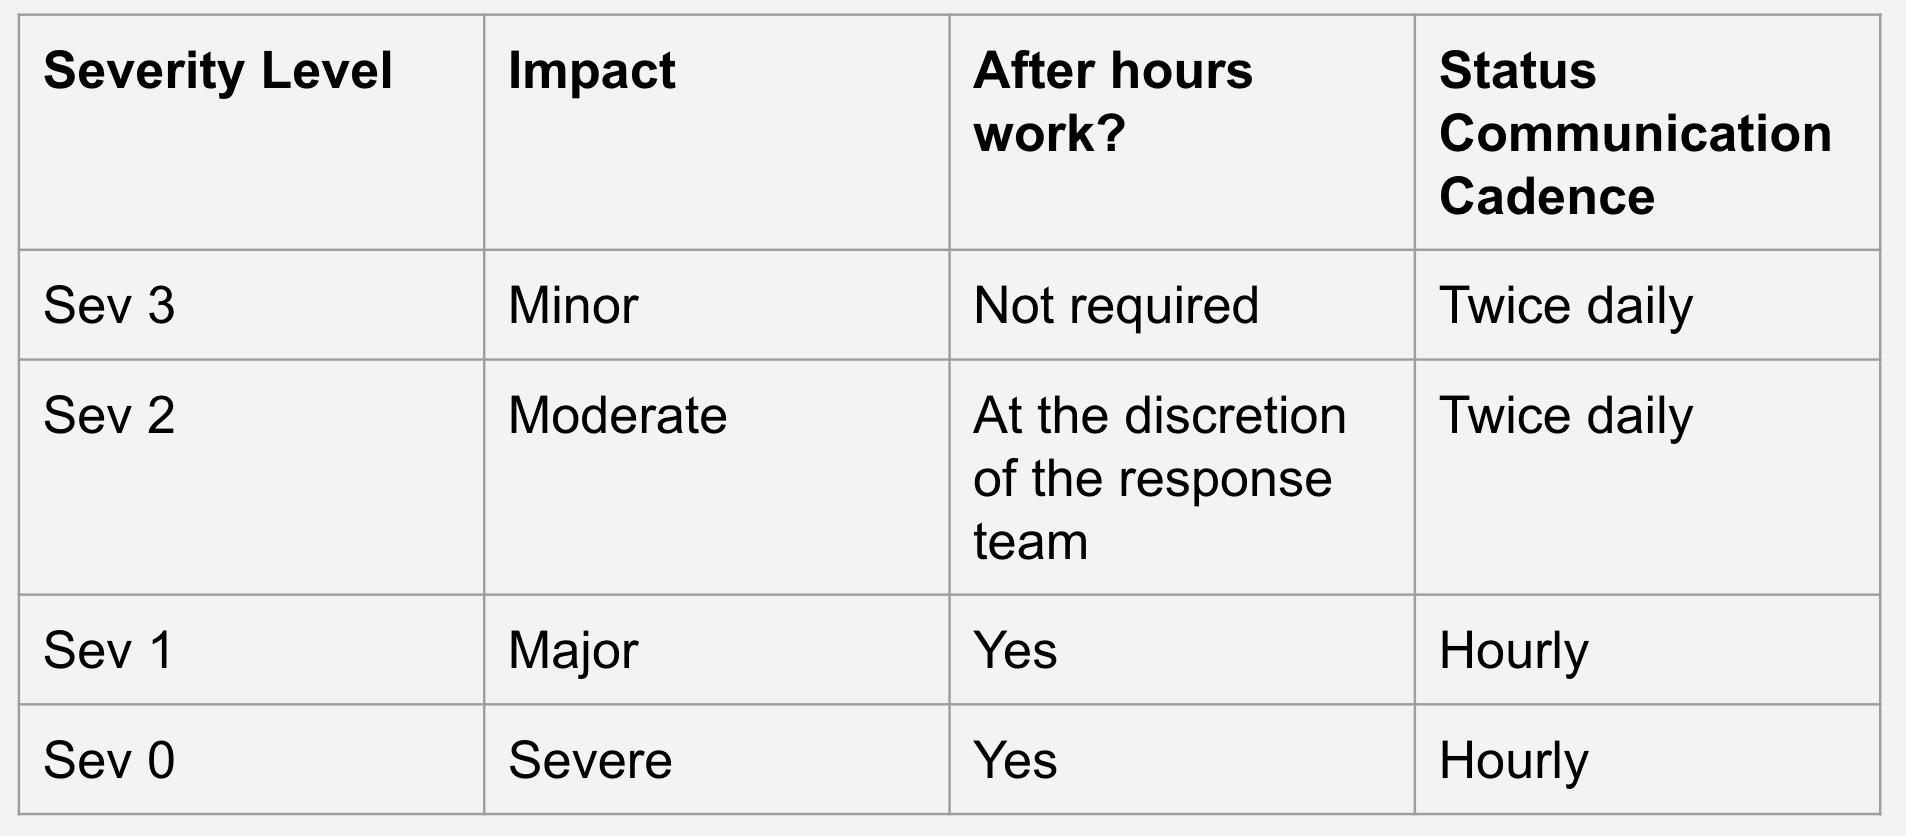 Severity Level
Impact
After hours
work?
Status
Communication
Cadence
Sev 3
Minor
Not required
Twice daily
Sev 2
Moderate
At the discretion
of the response
team
Twice daily
Sev 1
Major
Yes
Hourly
Sev 0
Severe
Yes
Hourly